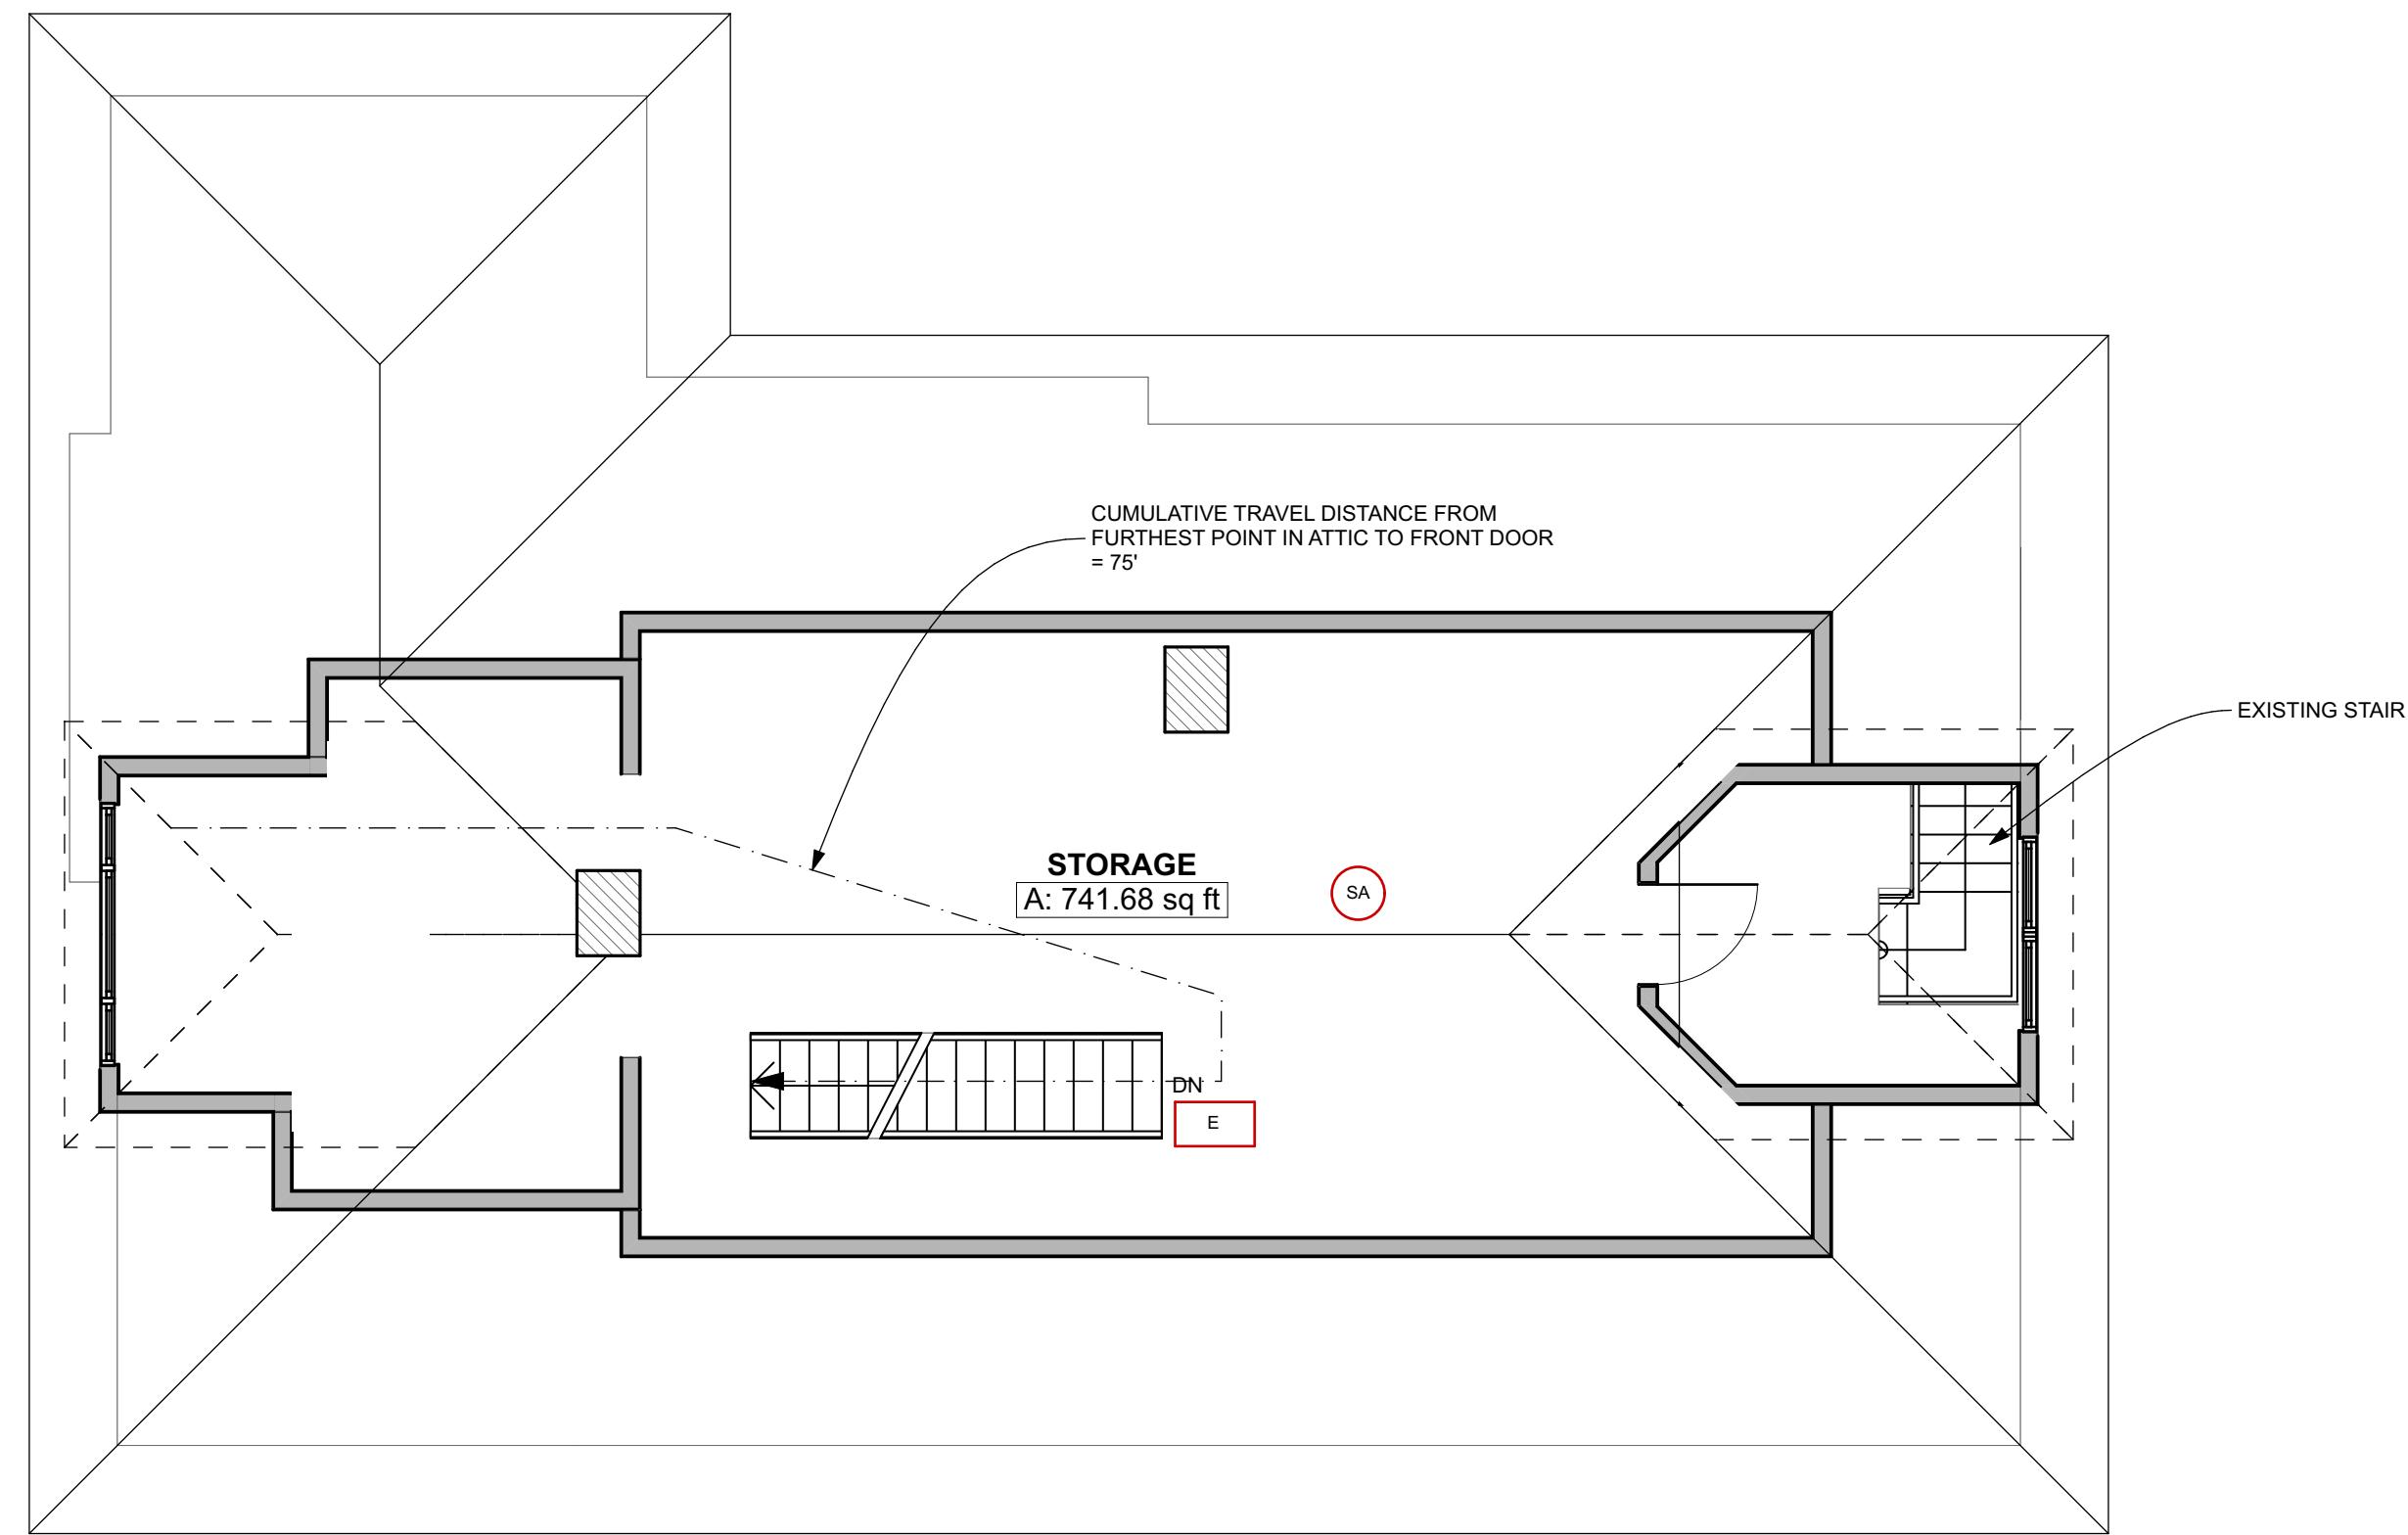 CUMULATIVE TRAVEL DISTANCE FROM
FURTHEST POINT IN ATTIC TO FRONT DOOR
= 75'
EXISTING STAIR
STORAGE
A: 741.68 sq ft
SA
DN
E